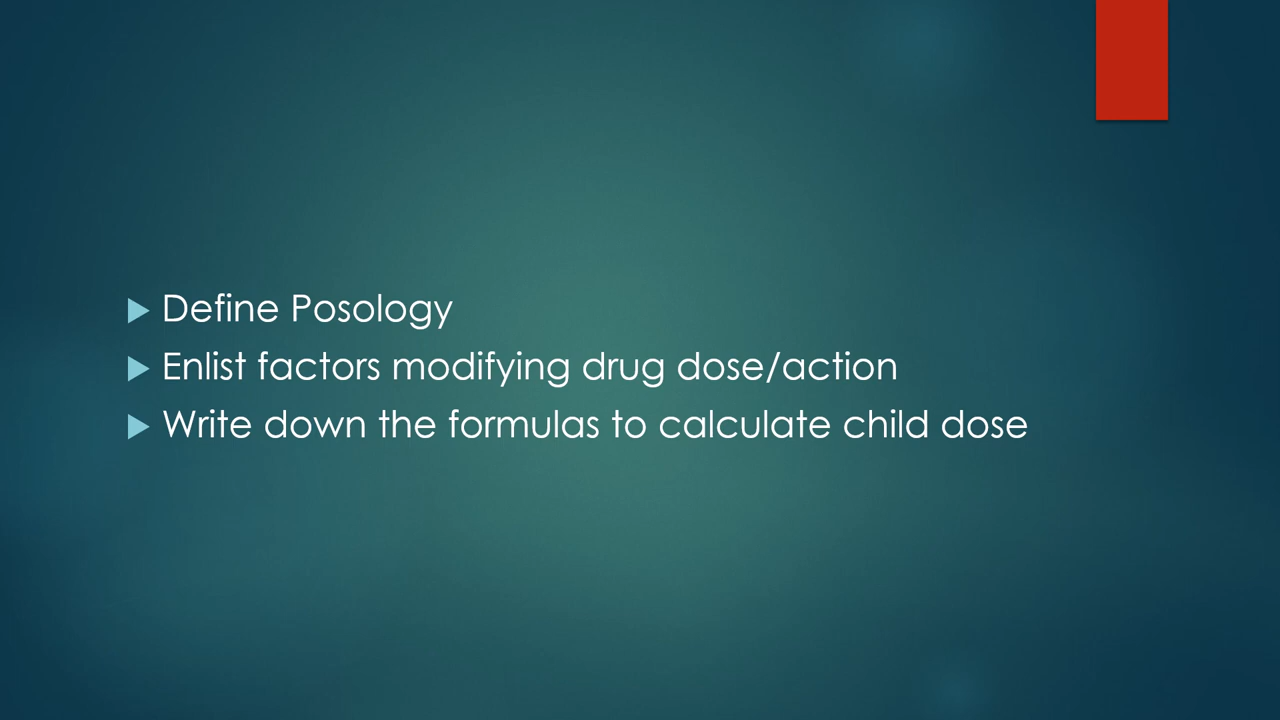 Define Posology
Enlist factors modifying drug dose/action
Write down the formulas to calculate child dose